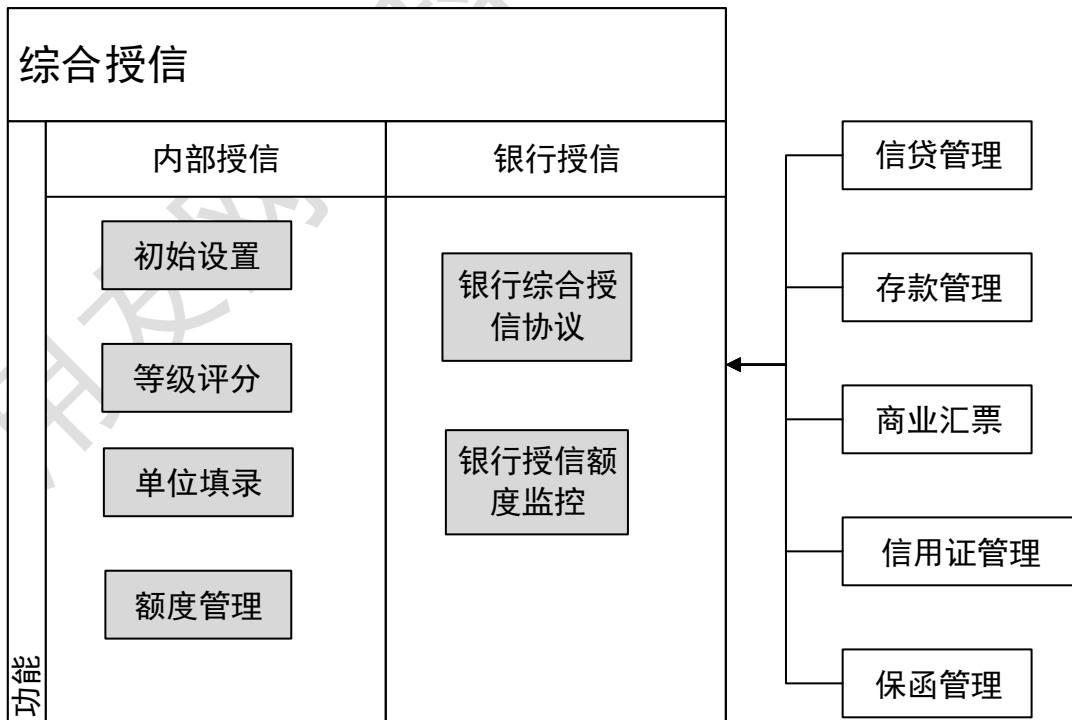 综合授信
内部授信
银行授信
初始设置
等级评分
单位填录
额度管理
银行综合授
信协议
银行授信额
度监控
功能
信贷管理
存款管理
商业汇票
信用证管理
保函管理
用友网